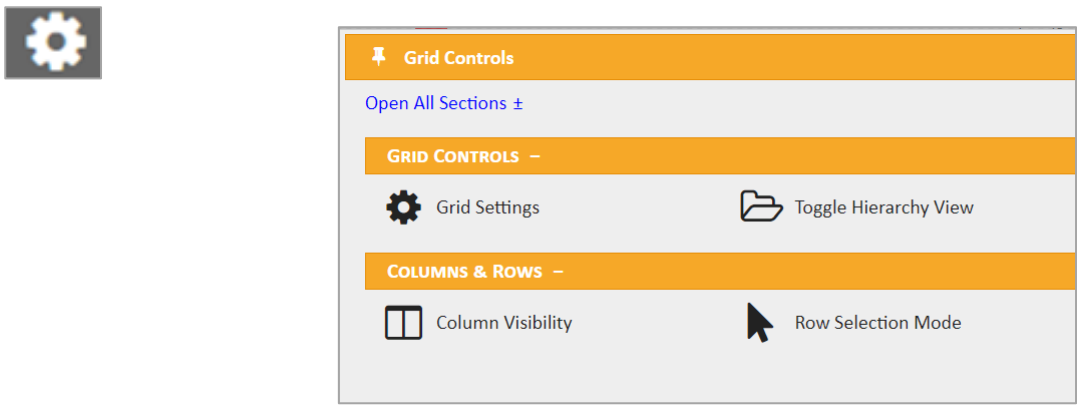 Grid Controls
Open All Sections ±
GRID CONTROLS –
Grid Settings
Toggle Hierarchy View
COLUMNS & ROWS –
Column Visibility
Row Selection Mode